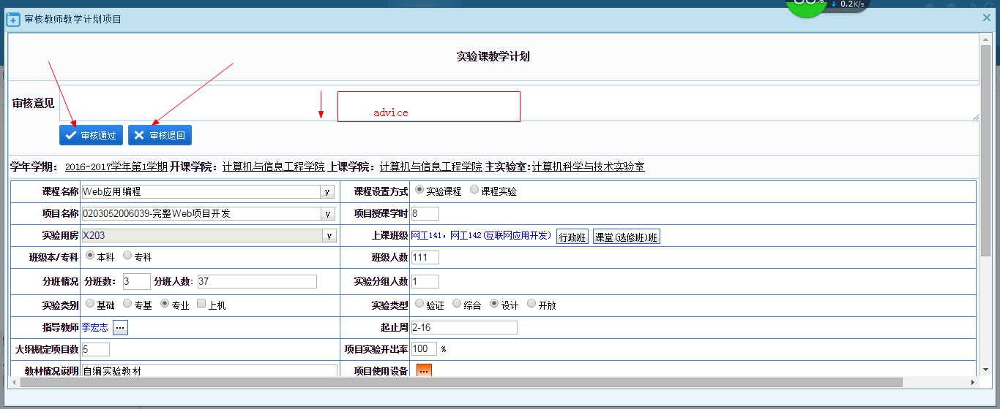 0.2K/s
审核教师教学计划项目
实验课教学计划
审核意见
advice
审核通过 审核退回
学年学期: 2016-2017学年第1学期 开课学院: 计算机与信息工程学院 上课学院: 计算机与信息工程学院 主实验室:计算机科学与技术实验室
课程名称 Web应用编程 v 课程设置方式 实验课程 课程实验
项目名称 0203052006039-完整Web项目开发 v 项目授课学时 8
实验用房 X203 v 上课班级 网工141，网工142(互联网应用开发) 行政班 课堂(选修班)班
班级本/专科 本科 专科 班级人数 111
分班情况 分班数: 3 分班人数: 37 实验分组人数 1
实验类别 基础 专基 专业 上机 实验类型 验证 综合 设计 开放
指导教师 李宏志 ... 起止周 2-16
大纲规定项目数 5 项目实验开出率 100 %
教材情况说明 自编实验教材 项目使用设备 ...